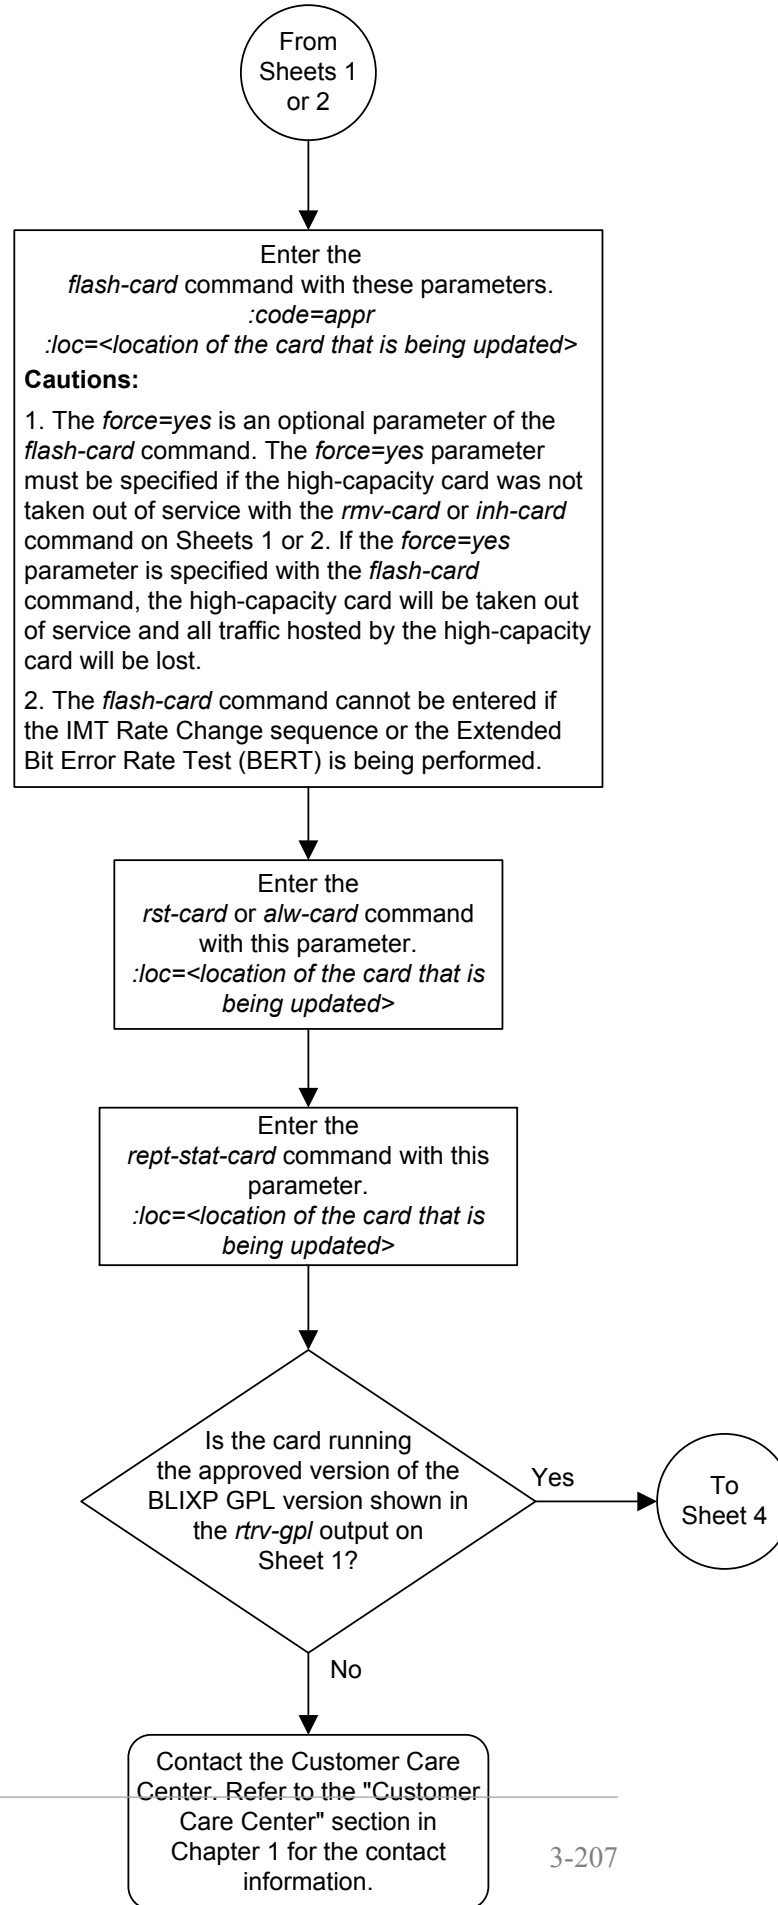 From
Sheets 1
or 2
Enter the
flash-card command with these parameters.
:code=appr
:loc=<location of the card that is being updated>
Cautions:
1. The force=yes is an optional parameter of the
flash-card command. The force=yes parameter
must be specified if the high-capacity card was not
taken out of service with the rmv-card or inh-card
command on Sheets 1 or 2. If the force=yes
parameter is specified with the flash-card
command, the high-capacity card will be taken out
of service and all traffic hosted by the high-capacity
card will be lost.
2. The flash-card command cannot be entered if
the IMT Rate Change sequence or the Extended
Bit Error Rate Test (BERT) is being performed.
Enter the
rst-card or alw-card command
with this parameter.
:loc=<location of the card that is
being updated>
Enter the
rept-stat-card command with this
parameter.
:loc=<location of the card that is
being updated>
Is the card running
the approved version of the
BLIXP GPL version shown in
the rtrv-gpl output on
Sheet 1?
Yes
To
Sheet 4
No
Contact the Customer Care
Center. Refer to the "Customer
Care Center" section in
Chapter 1 for the contact
information.
3-207